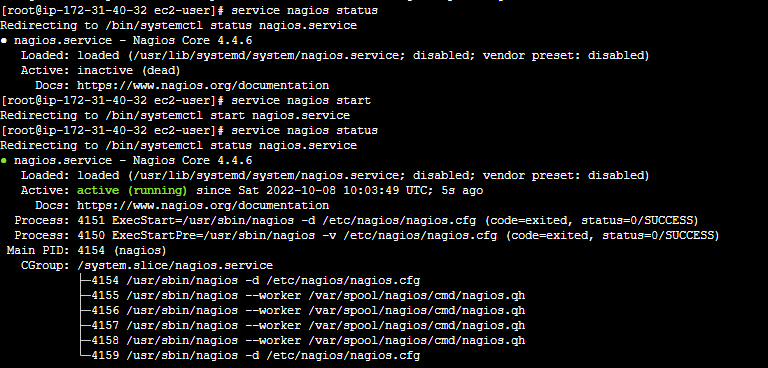 [root@ip-172-31-40-32 ec2-user]# service nagios status
Redirecting to /bin/systemctl status nagios.service
● nagios.service - Nagios Core 4.4.6
   Loaded: loaded (/usr/lib/systemd/system/nagios.service; disabled; vendor preset: disabled)
   Active: inactive (dead)
     Docs: https://www.nagios.org/documentation
[root@ip-172-31-40-32 ec2-user]# service nagios start
Redirecting to /bin/systemctl start nagios.service
[root@ip-172-31-40-32 ec2-user]# service nagios status
Redirecting to /bin/systemctl status nagios.service
● nagios.service - Nagios Core 4.4.6
   Loaded: loaded (/usr/lib/systemd/system/nagios.service; disabled; vendor preset: disabled)
   Active: active (running) since Sat 2022-10-08 10:03:49 UTC; 5s ago
     Docs: https://www.nagios.org/documentation
  Process: 4151 ExecStart=/usr/sbin/nagios -d /etc/nagios/nagios.cfg (code=exited, status=0/SUCCESS)
  Process: 4150 ExecStartPre=/usr/sbin/nagios -v /etc/nagios/nagios.cfg (code=exited, status=0/SUCCESS)
 Main PID: 4154 (nagios)
   CGroup: /system.slice/nagios.service
           ├─4154 /usr/sbin/nagios -d /etc/nagios/nagios.cfg
           ├─4155 /usr/sbin/nagios --worker /var/spool/nagios/cmd/nagios.qh
           ├─4156 /usr/sbin/nagios --worker /var/spool/nagios/cmd/nagios.qh
           ├─4157 /usr/sbin/nagios --worker /var/spool/nagios/cmd/nagios.qh
           ├─4158 /usr/sbin/nagios --worker /var/spool/nagios/cmd/nagios.qh
           └─4159 /usr/sbin/nagios -d /etc/nagios/nagios.cfg